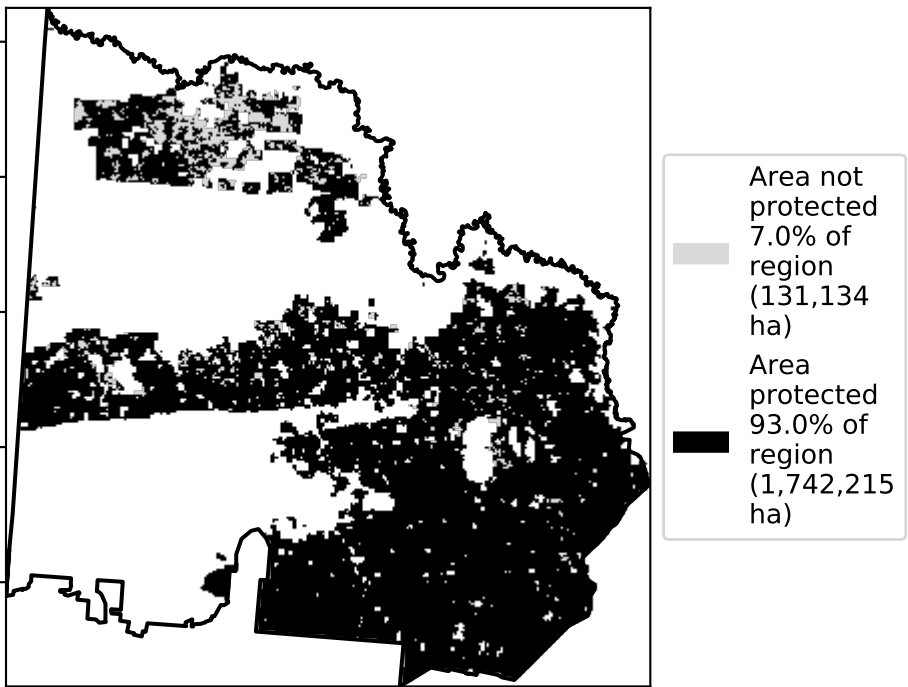 Area not
protected
7.0% of
region
(131,134
ha)
Area
protected
93.0% of
region
(1,742,215
ha)